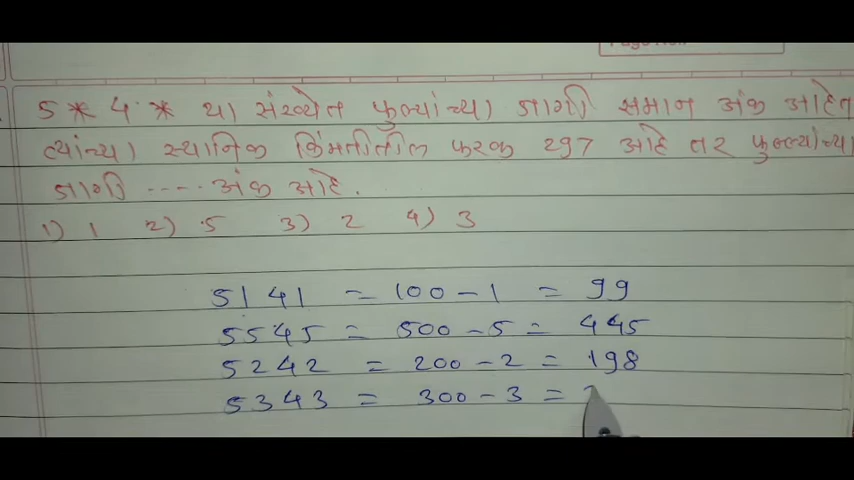 5 * 4 * या संख्येत फुल्यांच्या जागी समान अंक आहेत
त्यांच्या स्थानिक किंमतीतील फरक 297 आहे तर फुल्ल्यांच्या
जागी ---- अंक आहे.
1) 1 2) 5 3) 2 4) 3
5141 = 100 - 1 = 99
5545 = 500 - 5 = 445
5242 = 200 - 2 = 198
5343 = 300 - 3 =